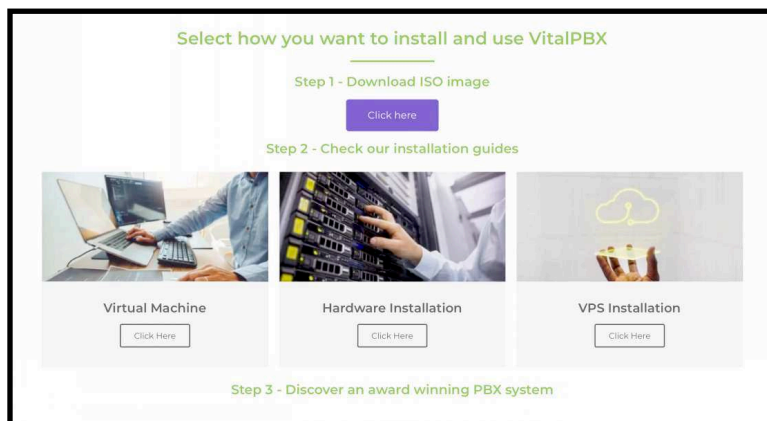 Select how you want to install and use VitalPBX
Step 1 - Download ISO image
Click here
Step 2 - Check our installation guides
Virtual Machine
Hardware Installation
VPS Installation
Click Here
Click Here
Click Here
Step 3 - Discover an award winning PBX system